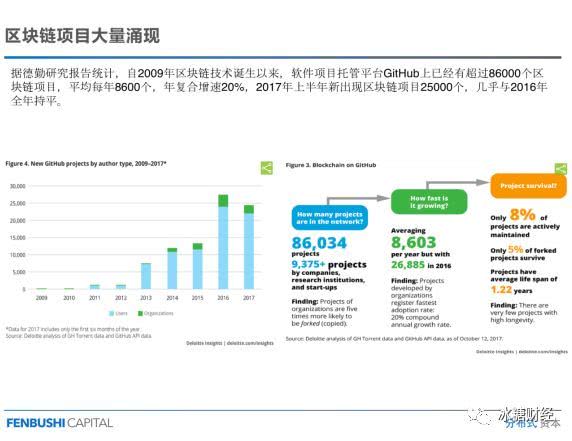 区块链项目大量涌现
据德勤研究报告统计，自2009年区块链技术诞生以来，软件项目托管平台GitHub上已经有超过86000个区
块链项目，平均每年8600个，年复合增速20%，2017年上半年新出现区块链项目25000个，几乎与2016年
全年持平。
Figure 4. New GitHub projects by author type, 2009–2017*
30,000
25,000
20,000
15,000
10,000
5,000
0
2009 2010 2011 2012 2013 2014 2015 2016 2017
Users Organizations
*Data for 2017 includes only the first six months of the year.
Source: Deloitte analysis of GH Torrent data and GitHub API data.
Deloitte Insights | deloitte.com/insights
Figure 3. Blockchain on GitHub
How many projects
are in the network?
86,034
projects
9,375+ projects
by companies,
research institutions,
and start-ups
Finding: Projects of
organizations are five
times more likely to
be forked (copied).
How fast is
it growing?
Averaging
8,603
per year but with
26,885 in 2016
Finding: Projects
developed by
organizations
register fastest
adoption rate:
20% compound
annual growth rate.
Project survival?
Only 8% of
projects are actively
maintained
Only 5% of forked
projects survive
Projects have
average life span of
1.22 years
Finding: There are
very few projects with
high longevity.
Source: Deloitte analysis of GH Torrent data and GitHub API data, as of October 12, 2017.
Deloitte Insights | deloitte.com/insights
FENBUSHI CAPITAL
冰糖财经
分布式 资本